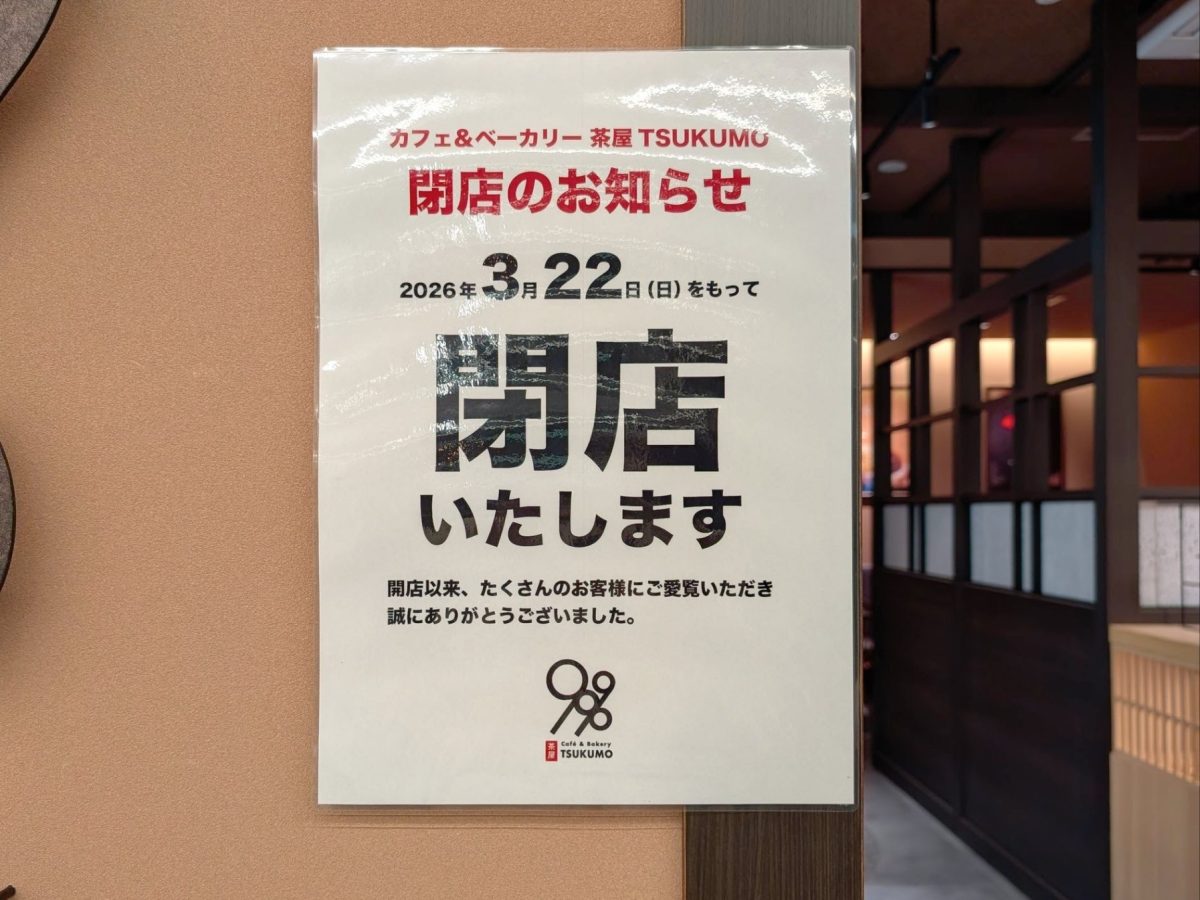 カフェ&ベーカリー 茶屋 TSUKUMO
閉店のお知らせ
2026年 3月 22日(日)をもって
閉店
いたします
開店以来、たくさんのお客様にご愛覧いただき
誠にありがとうございました。
茶屋
Café & Bakery
TSUKUMO